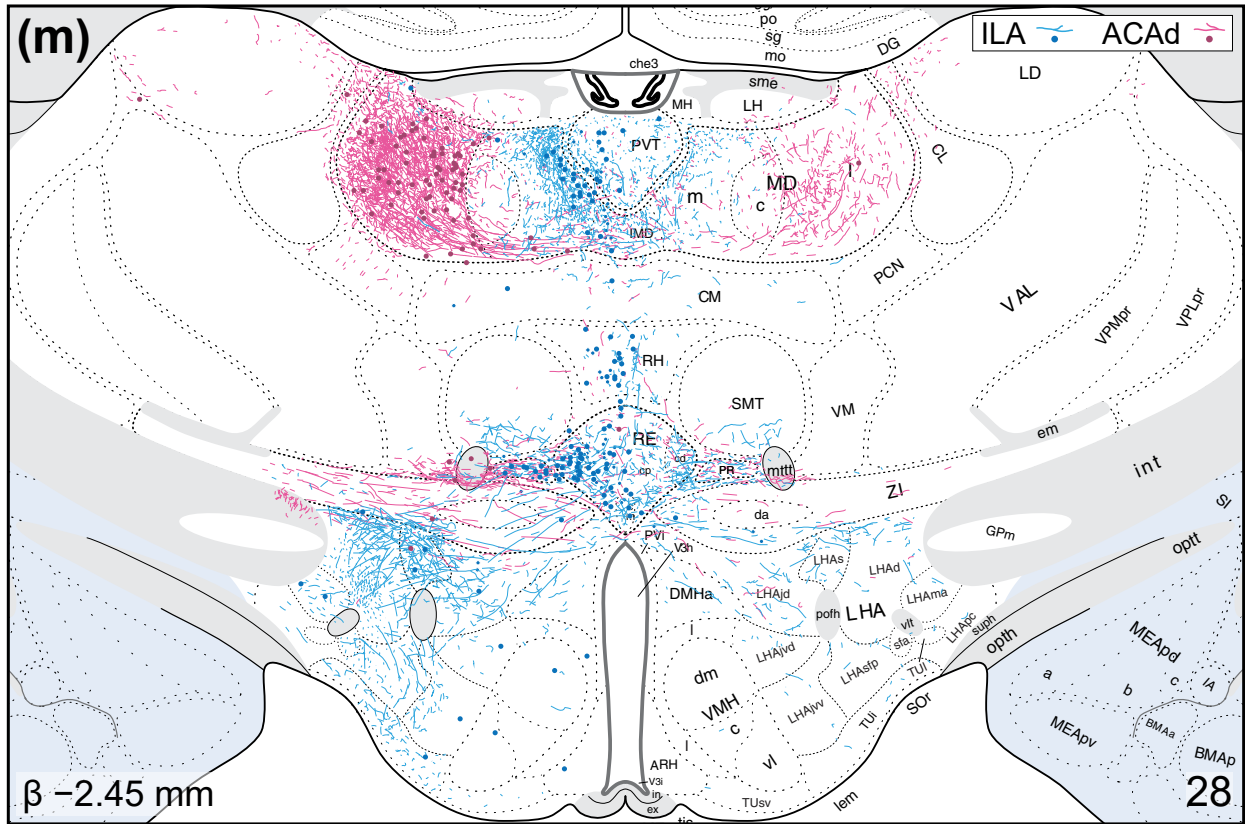 (m)
po
sg
mo
DG
ILA ACAd
che3
sme
LD
MH
LH
PVT
CL
MD
l
m
c
IMD
PCN
CM
VAL
VPMpr
VPLpr
RH
SMT
VM
RE
em
cd
cp
PR
mtt
int
ZI
SI
da
GPm
optt
PVi
V3h
LHAs
LHAd
DMHa
LHAjd
LHAma
pofh
LHA
vlt
LHApc
suph
sfa
opth
MEApd
l
LHAjvd
LHAsfp
TUl
a
b
c
IA
dm
VMH
c
LHAjvv
TUi
SOr
MEApv
BMAa
BMAp
l
vl
ARH
V3i
in
ex
TUsv
lem
β −2.45 mm
28